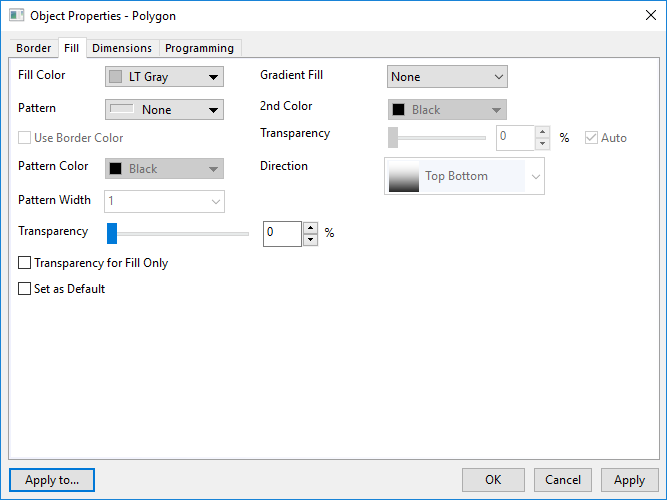 Object Properties - Polygon
Border Fill Dimensions Programming
Fill Color LT Gray Gradient Fill None
Pattern None 2nd Color Black
Use Border Color Transparency 0 % Auto
Pattern Color Black Direction Top Bottom
Pattern Width 1
Transparency 0 %
Transparency for Fill Only
Set as Default
Apply to... OK Cancel Apply